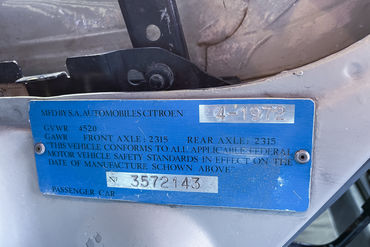 MFD BY S.A. AUTOMOBILES CITROEN 4-1972
GVWR 4520
GAWR FRONT AXLE : 2315 REAR AXLE : 2315
THIS VEHICLE CONFORMS TO ALL APPLICABLE FEDERAL
MOTOR VEHICLE SAFETY STANDARDS IN EFFECT ON THE
DATE OF MANUFACTURE SCHOWN ABOVE"
Nº 3572143
PASSENGER CAR